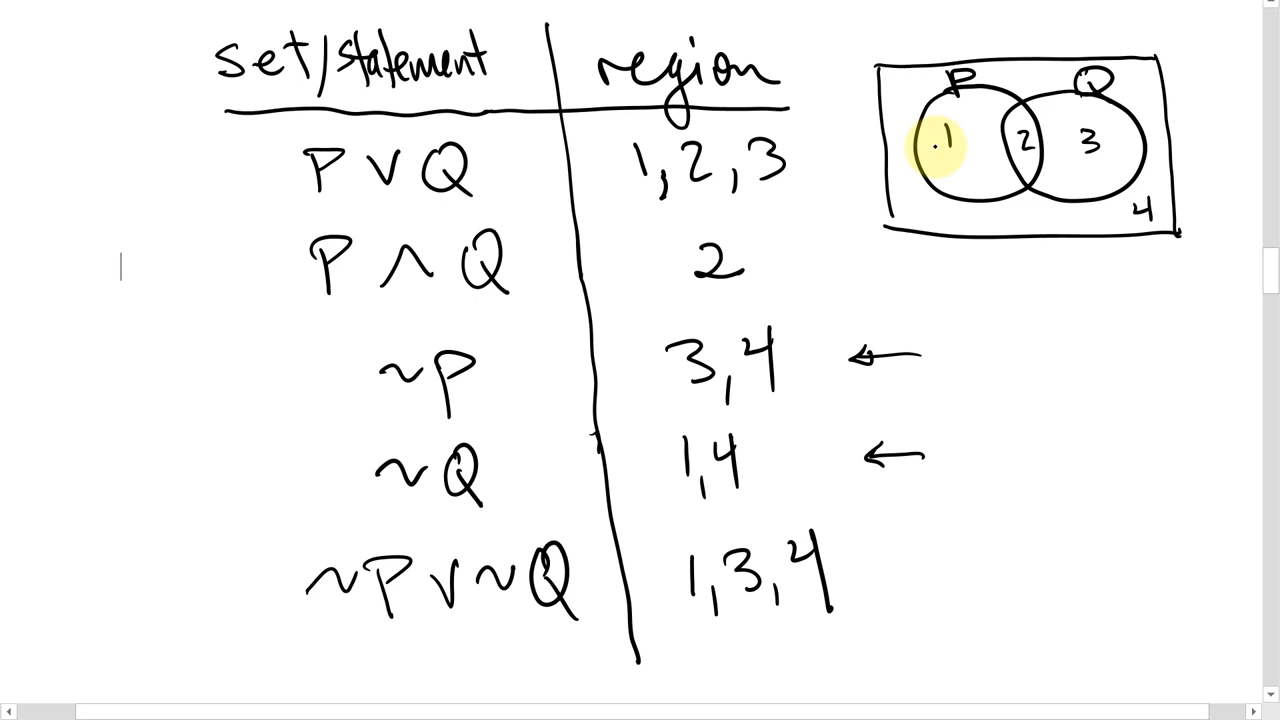 set/statement region
P ∨ Q 1,2,3
P ∧ Q 2
~P 3,4 ←
~Q 1,4 ←
~P ∨ ~Q 1,3,4
P Q
1 2 3
4